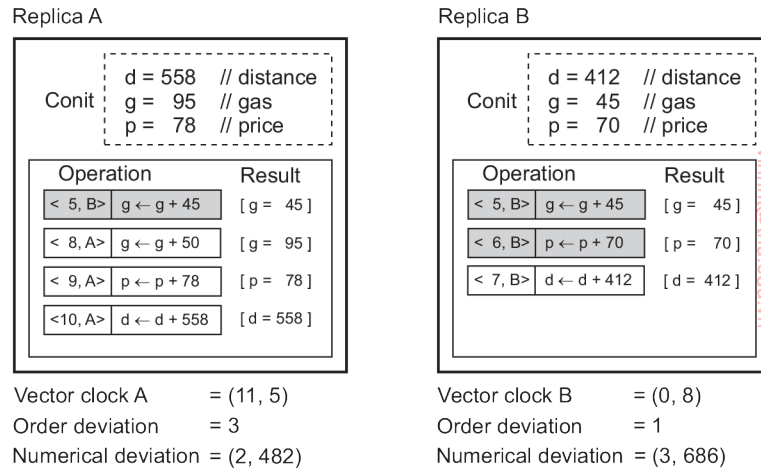 Replica A
Conit
d = 558 // distance
g = 95 // gas
p = 78 // price
Operation Result
< 5, B> g ← g + 45 [ g = 45 ]
< 8, A> g ← g + 50 [ g = 95 ]
< 9, A> p ← p + 78 [ p = 78 ]
<10, A> d ← d + 558 [ d = 558 ]
Vector clock A = (11, 5)
Order deviation = 3
Numerical deviation = (2, 482)
Replica B
Conit
d = 412 // distance
g = 45 // gas
p = 70 // price
Operation Result
< 5, B> g ← g + 45 [ g = 45 ]
< 6, B> p ← p + 70 [ p = 70 ]
< 7, B> d ← d + 412 [ d = 412 ]
Vector clock B = (0, 8)
Order deviation = 1
Numerical deviation = (3, 686)